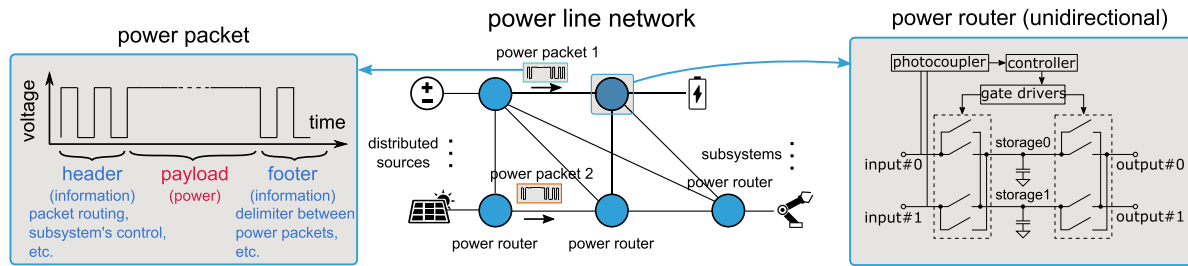 power packet
voltage
time
header
(information)
packet routing,
subsystem's control,
etc.
payload
(power)
footer
(information)
delimiter between
power packets,
etc.
power line network
power packet 1
distributed
sources
subsystems
power packet 2
power router
power router
power router
power router (unidirectional)
photocoupler
controller
gate drivers
storage0
input#0
output#0
storage1
input#1
output#1